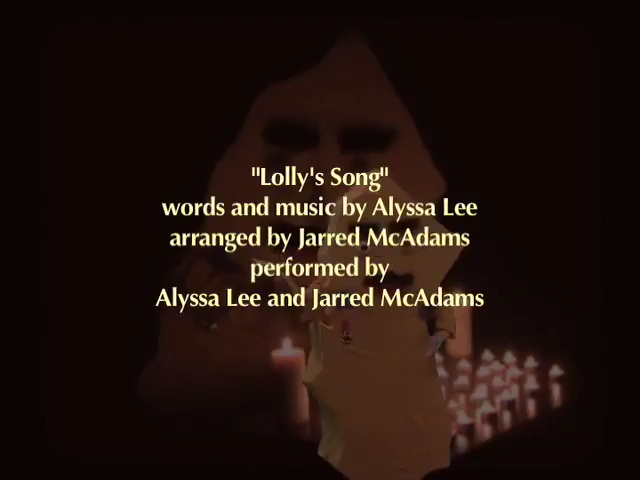 "Lolly's Song"
words and music by Alyssa Lee
arranged by Jarred McAdams
performed by
Alyssa Lee and Jarred McAdams